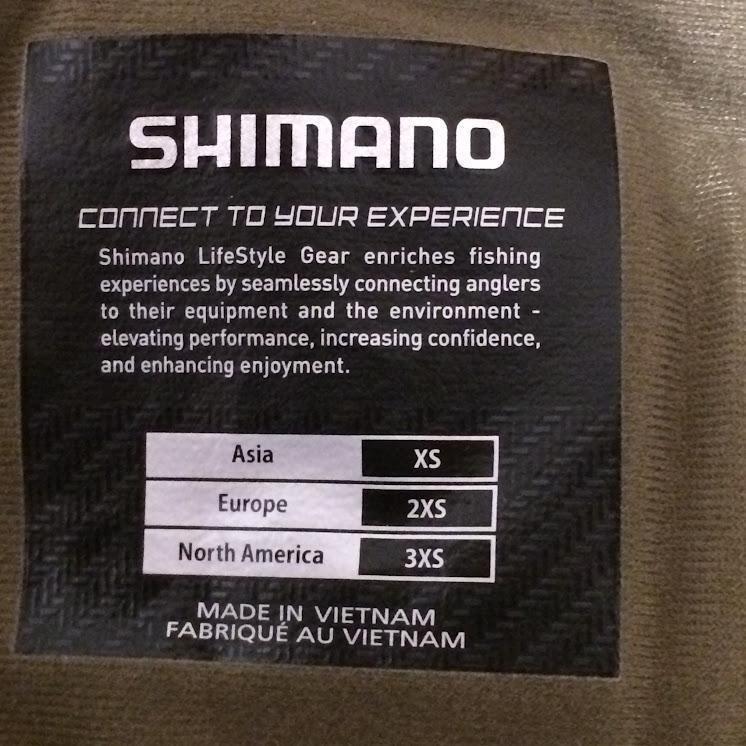 SHIMANO
CONNECT TO YOUR EXPERIENCE
Shimano LifeStyle Gear enriches fishing
experiences by seamlessly connecting anglers
to their equipment and the environment -
elevating performance, increasing confidence,
and enhancing enjoyment.
Asia XS
Europe 2XS
North America 3XS
MADE IN VIETNAM
FABRIQUÉ AU VIETNAM